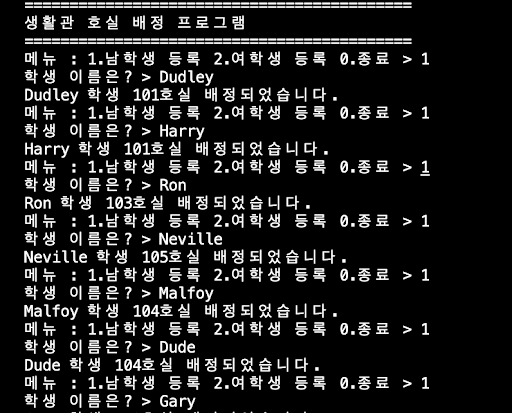 ===========================================
생활관 호실 배정 프로그램
===========================================
메뉴 : 1.남학생 등록 2.여학생 등록 0.종료 > 1
학생 이름은? > Dudley
Dudley 학생 101호실 배정되었습니다.
메뉴 : 1.남학생 등록 2.여학생 등록 0.종료 > 1
학생 이름은? > Harry
Harry 학생 101호실 배정되었습니다.
메뉴 : 1.남학생 등록 2.여학생 등록 0.종료 > 1
학생 이름은? > Ron
Ron 학생 103호실 배정되었습니다.
메뉴 : 1.남학생 등록 2.여학생 등록 0.종료 > 1
학생 이름은? > Neville
Neville 학생 105호실 배정되었습니다.
메뉴 : 1.남학생 등록 2.여학생 등록 0.종료 > 1
학생 이름은? > Malfoy
Malfoy 학생 104호실 배정되었습니다.
메뉴 : 1.남학생 등록 2.여학생 등록 0.종료 > 1
학생 이름은? > Dude
Dude 학생 104호실 배정되었습니다.
메뉴 : 1.남학생 등록 2.여학생 등록 0.종료 > 1
학생 이름은? > Gary